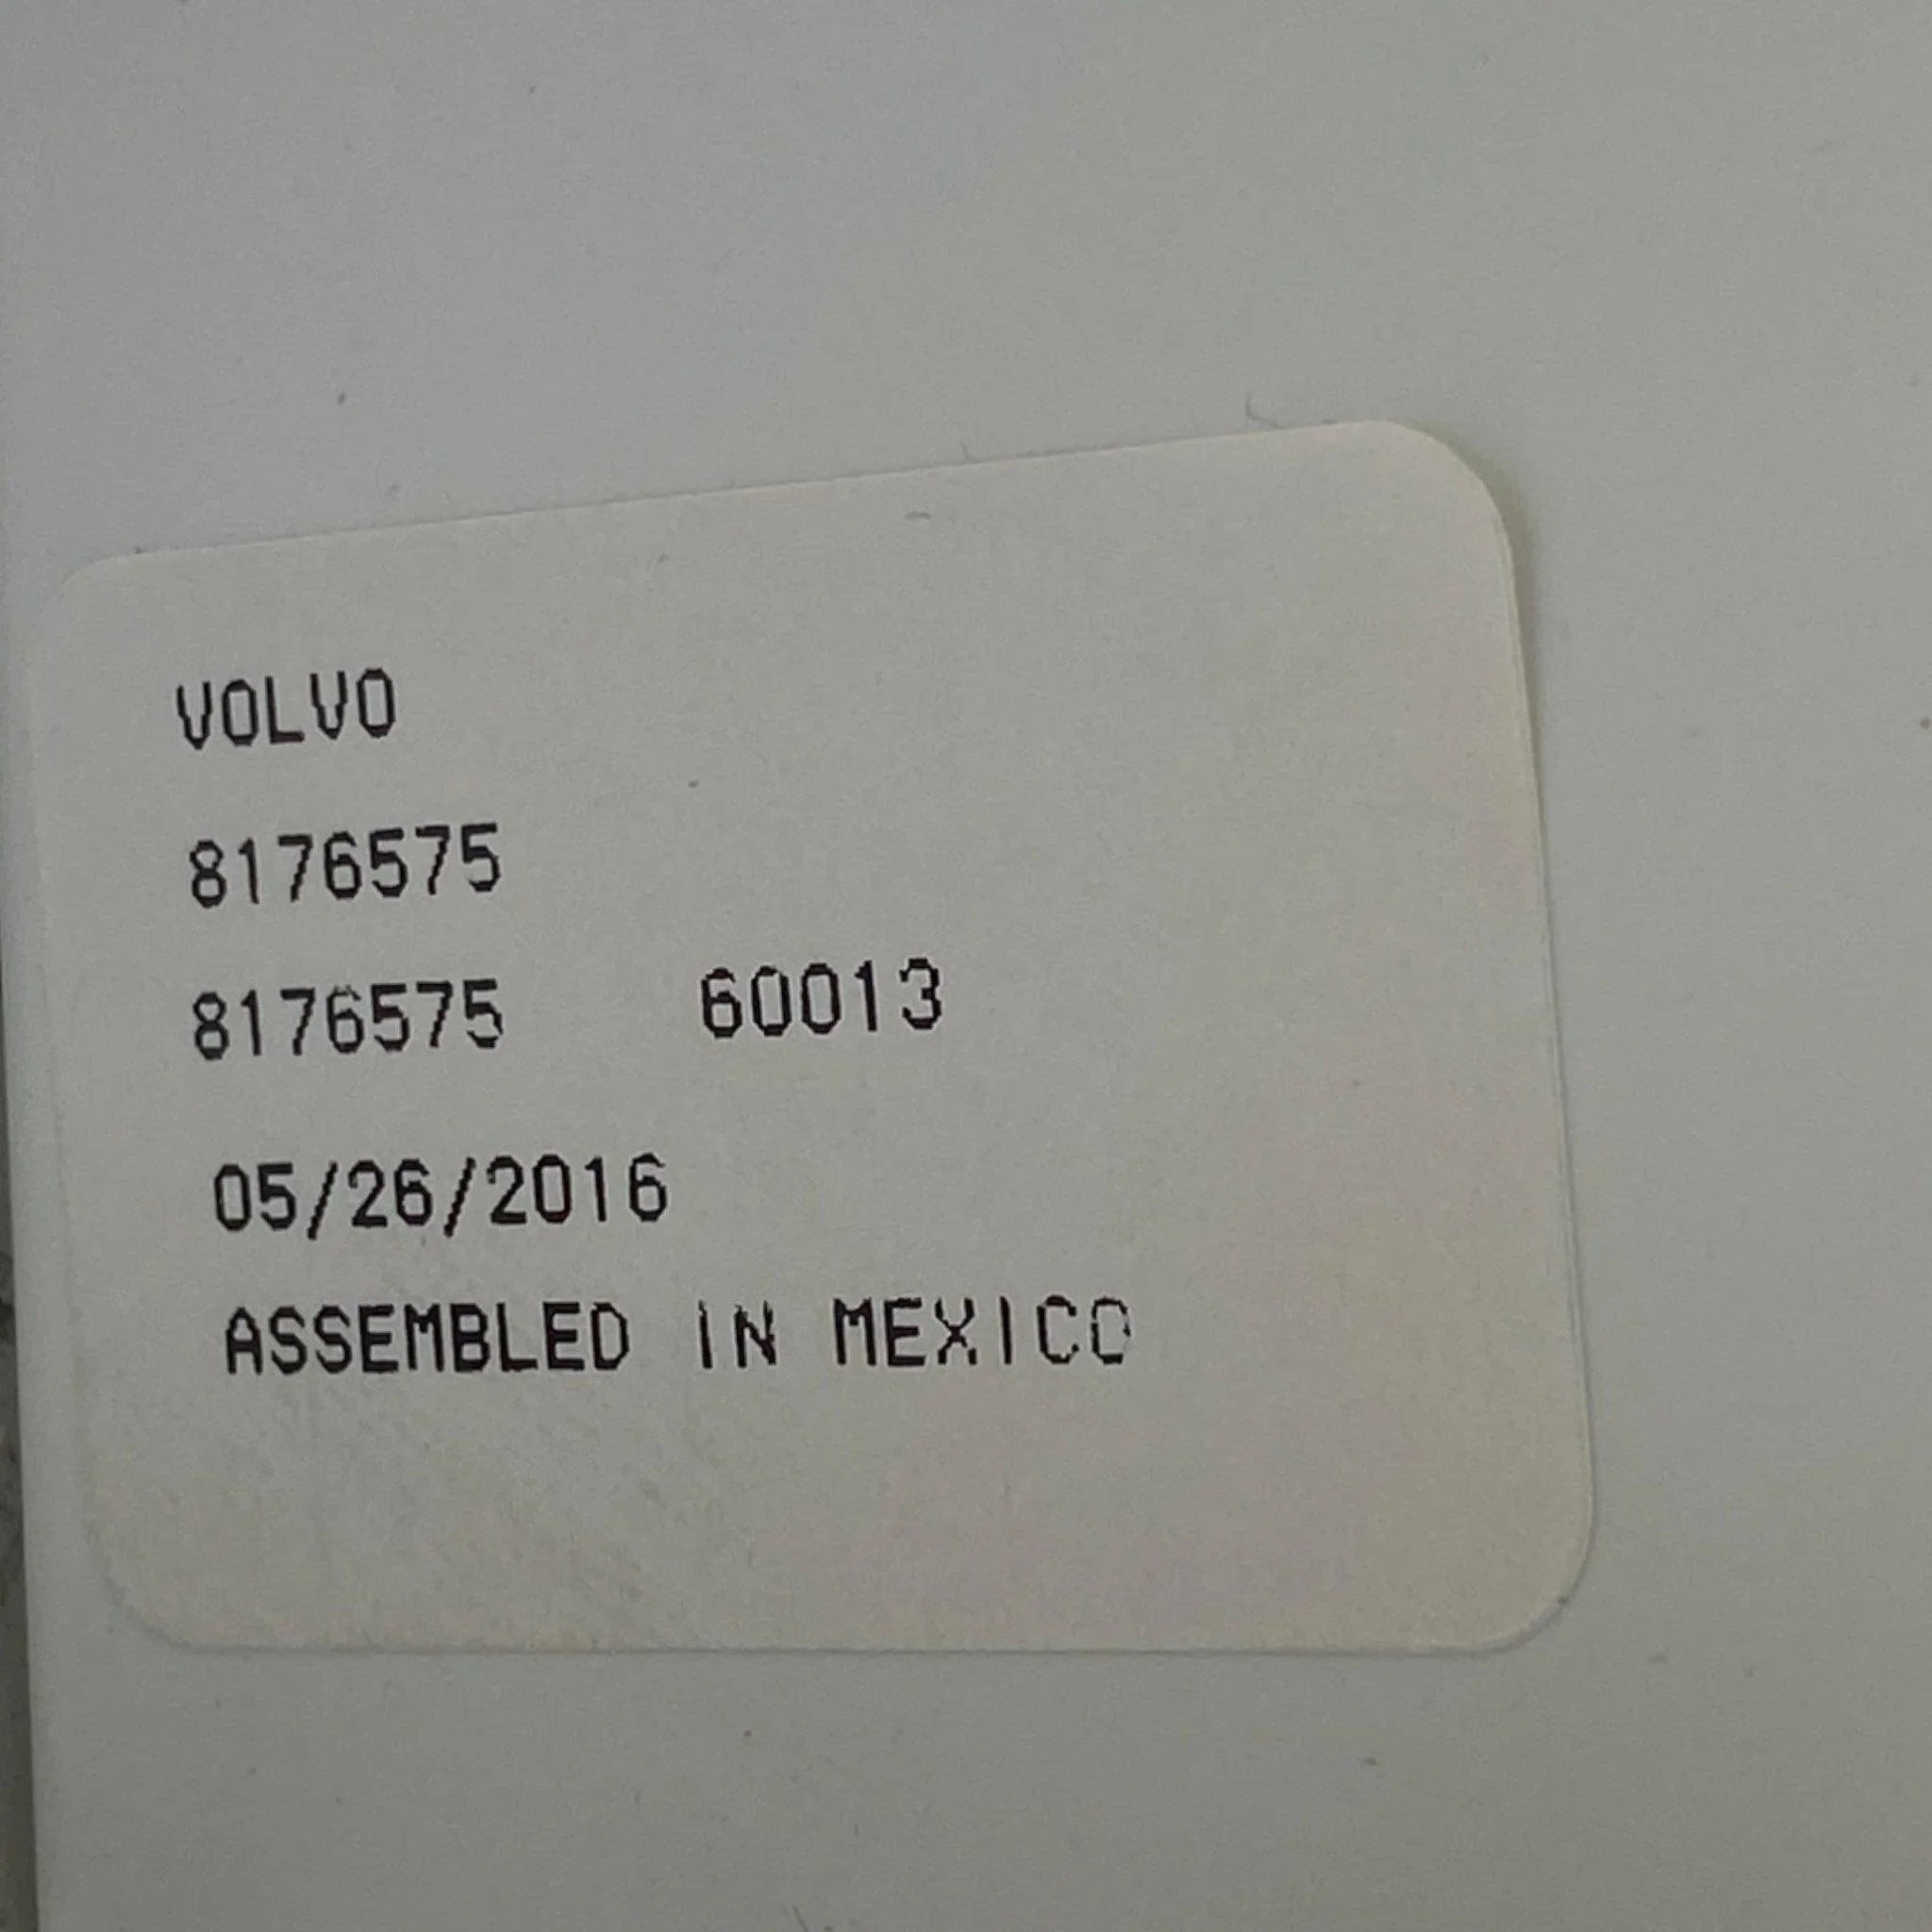 VOLVO
8176575
8176575 60013
05/26/2016
ASSEMBLED IN MEXICO